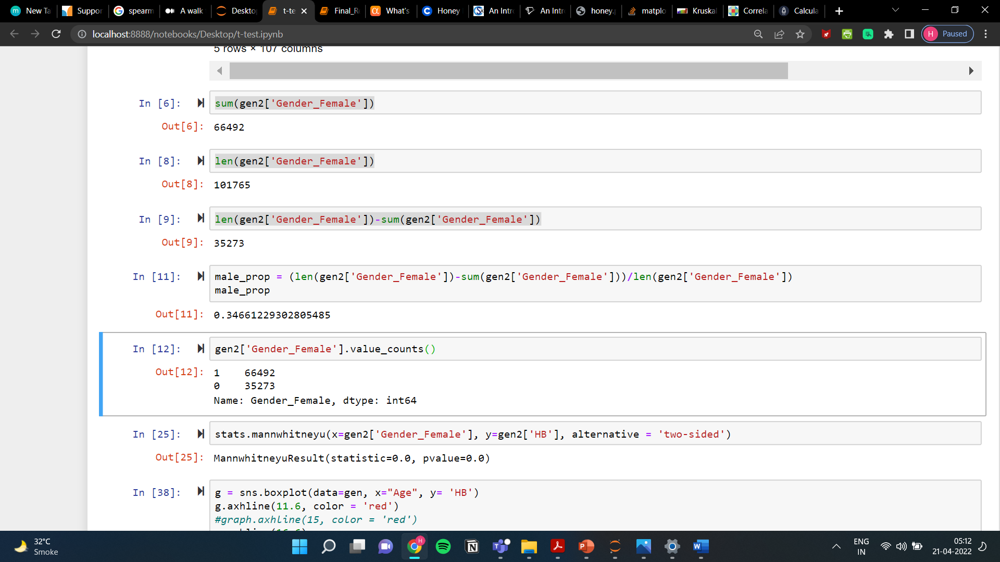 New Ta
Suppor
spearm
A walk
Deskto
t-te
Final_R
What's
Honey
An Intr
An Intr
honey.
matplo
Kruska
Correla
Calcula
localhost:8888/notebooks/Desktop/t-test.ipynb
H Paused
5 rows × 107 columns
In [6]: sum(gen2['Gender_Female'])
Out[6]: 66492
In [8]: len(gen2['Gender_Female'])
Out[8]: 101765
In [9]: len(gen2['Gender_Female'])-sum(gen2['Gender_Female'])
Out[9]: 35273
In [11]: male_prop = (len(gen2['Gender_Female'])-sum(gen2['Gender_Female']))/len(gen2['Gender_Female'])
male_prop
Out[11]: 0.34661229302805485
In [12]: gen2['Gender_Female'].value_counts()
Out[12]: 1 66492
0 35273
Name: Gender_Female, dtype: int64
In [25]: stats.mannwhitneyu(x=gen2['Gender_Female'], y=gen2['HB'], alternative = 'two-sided')
Out[25]: MannwhitneyuResult(statistic=0.0, pvalue=0.0)
In [38]: g = sns.boxplot(data=gen, x="Age", y= 'HB')
g.axhline(11.6, color = 'red')
#graph.axhline(15, color = 'red')
32°C
Smoke
ENG
IN
05:12
21-04-2022